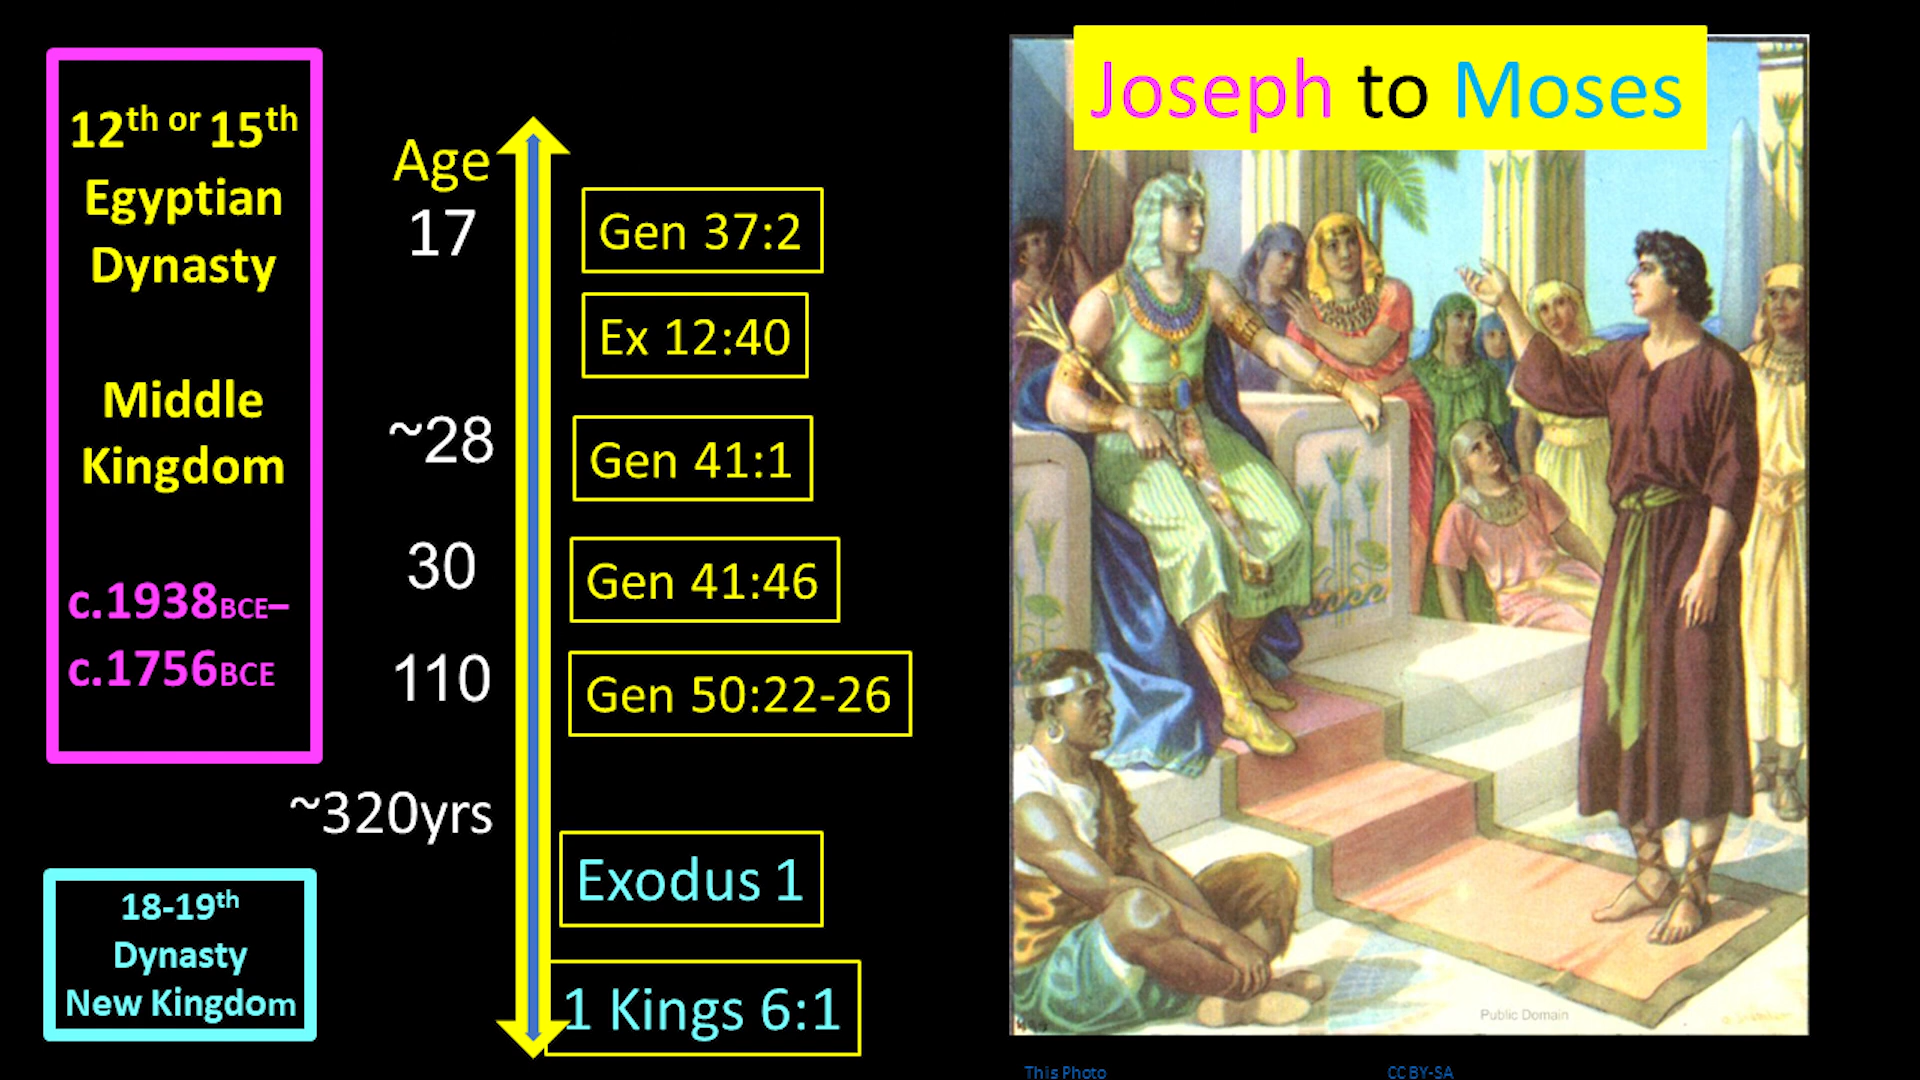 Joseph to Moses
12th or 15th
Egyptian
Dynasty
Middle
Kingdom
c.1938BCE–
c.1756BCE
18-19th
Dynasty
New Kingdom
Age
17
~28
30
110
~320yrs
Gen 37:2
Ex 12:40
Gen 41:1
Gen 41:46
Gen 50:22-26
Exodus 1
1 Kings 6:1
Public Domain
This Photo
CC BY-SA